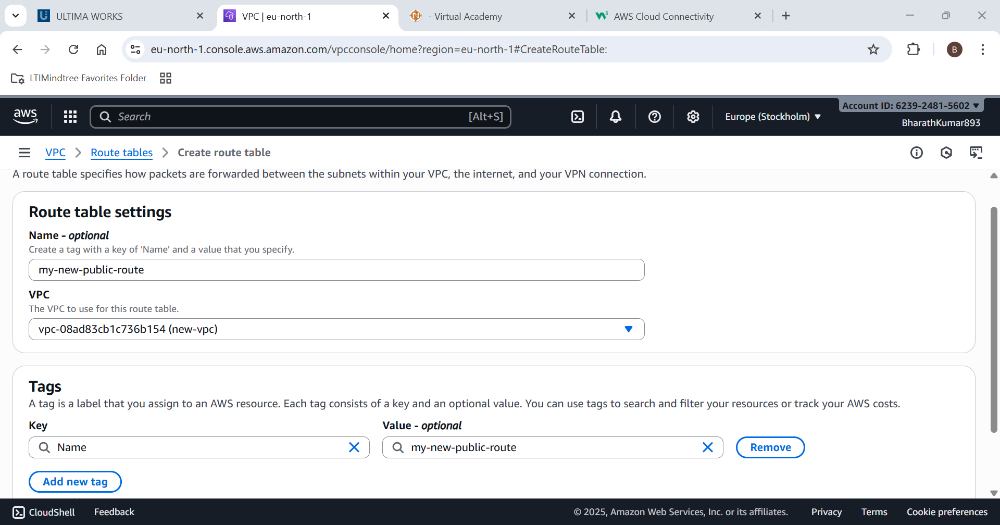 ULTIMA WORKS
VPC | eu-north-1
- Virtual Academy
AWS Cloud Connectivity
eu-north-1.console.aws.amazon.com/vpcconsole/home?region=eu-north-1#CreateRouteTable:
B
LTIMindtree Favorites Folder
aws
Search
[Alt+S]
Europe (Stockholm)
Account ID: 6239-2481-5602
BharathKumar893
VPC
Route tables
Create route table
A route table specifies how packets are forwarded between the subnets within your VPC, the internet, and your VPN connection.
Route table settings
Name - optional
Create a tag with a key of 'Name' and a value that you specify.
my-new-public-route
VPC
The VPC to use for this route table.
vpc-08ad83cb1c736b154 (new-vpc)
Tags
A tag is a label that you assign to an AWS resource. Each tag consists of a key and an optional value. You can use tags to search and filter your resources or track your AWS costs.
Key
Value - optional
Name
my-new-public-route
Remove
Add new tag
CloudShell
Feedback
© 2025, Amazon Web Services, Inc. or its affiliates.
Privacy
Terms
Cookie preferences